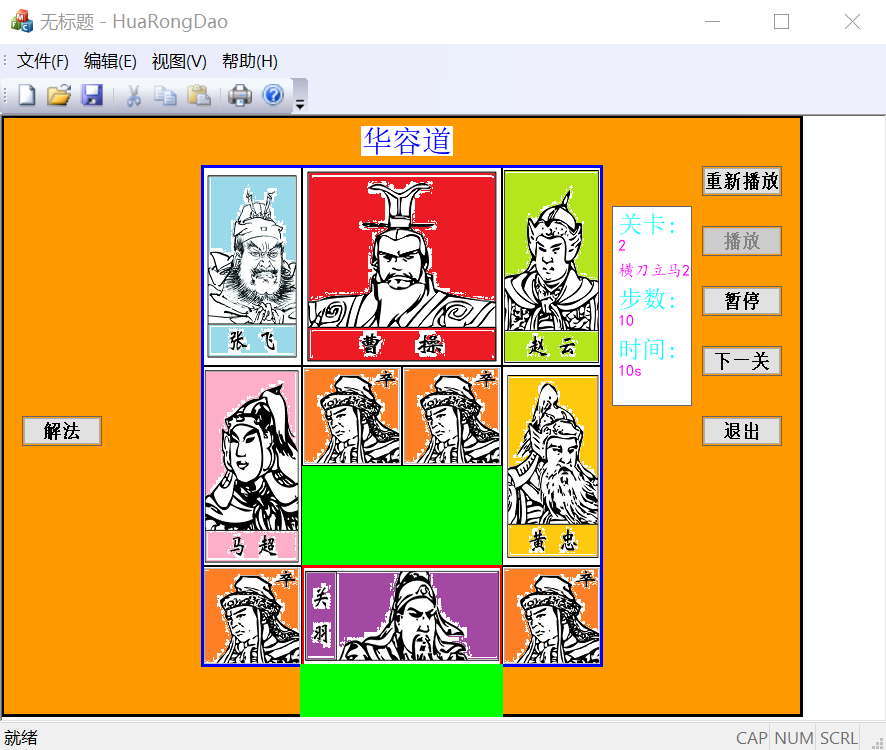 无标题 - HuaRongDao
文件(F) 编辑(E) 视图(V) 帮助(H)
华容道
重新播放
关卡:
2
横刀立马2
播放
步数:
10
暂停
时间:
10s
下一关
张飞
曹操
赵云
解法
退出
卒 卒
马超
黄忠
卒
关羽
卒
就绪
CAP NUM SCRL